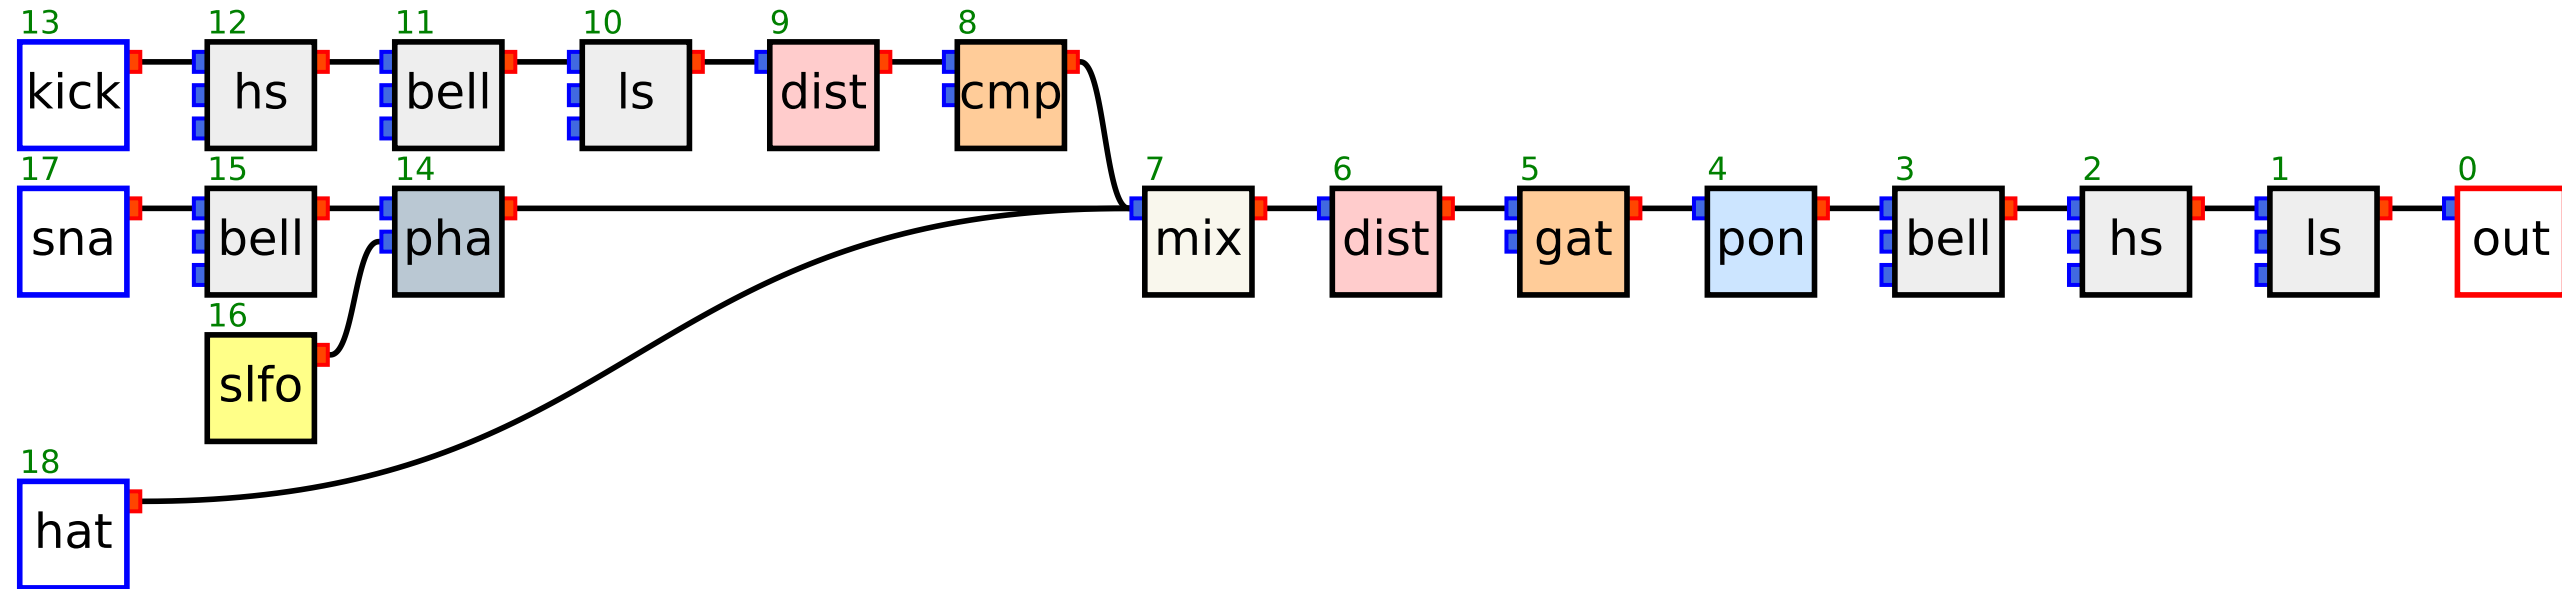 13 12 11 10 9 8
kick hs bell ls dist cmp
17 15 14 7 6 5 4 3 2 1 0
sna bell pha mix dist gat pon bell hs ls out
16
slfo
18
hat